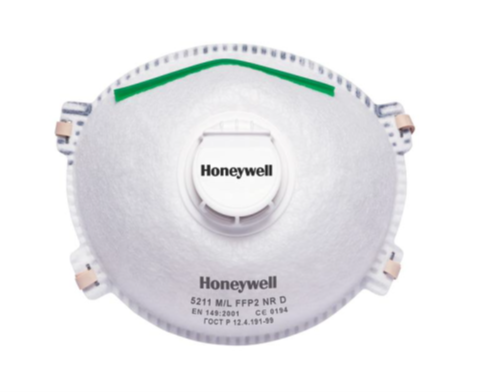 Honeywell
Honeywell
5211 M/L FFP2 NR D
EN 149:2001 CE 0194
ГОСТ Р 12.4.191-99